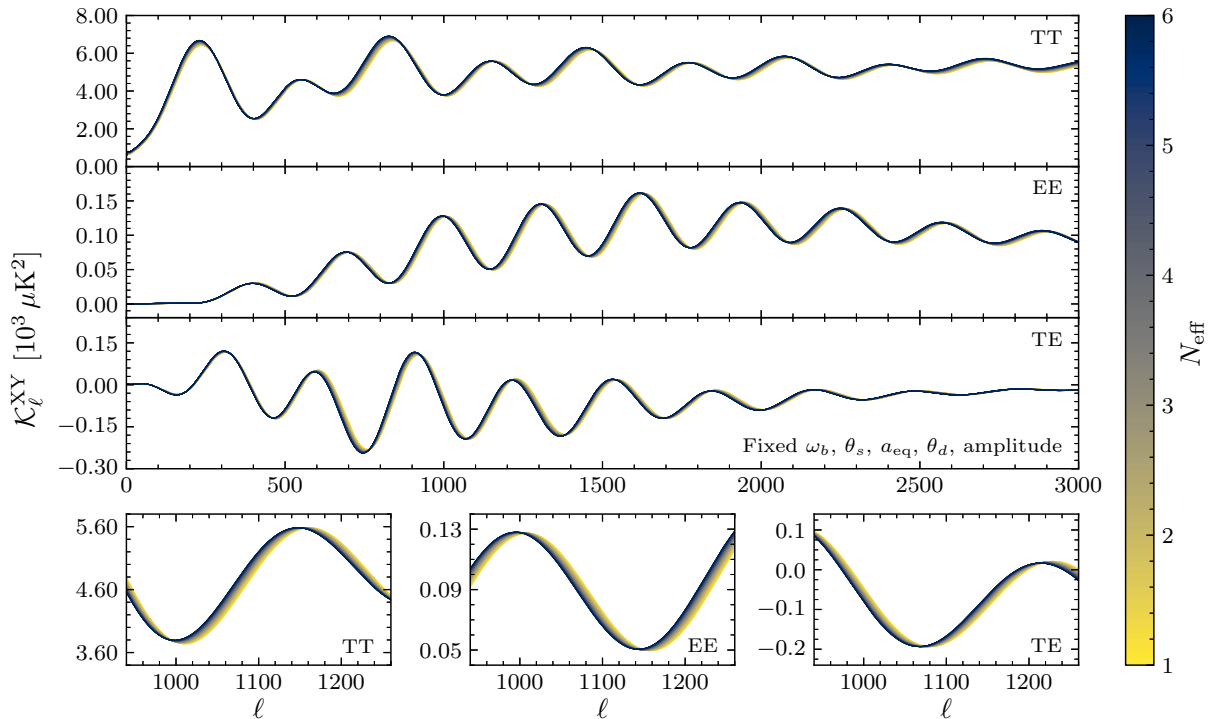 8.00
6.00
4.00
2.00
0.00
TT
0.15
0.10
0.05
0.00
EE
0.15
0.00
−0.15
−0.30
TE
Fixed ω_b, θ_s, a_eq, θ_d, amplitude
0 500 1000 1500 2000 2500 3000
𝒦_ℓ^XY [10³ μK²]
5.60
4.60
3.60
TT
1000 1100 1200
ℓ
0.13
0.09
0.05
EE
1000 1100 1200
ℓ
0.1
0.0
−0.1
−0.2
TE
1000 1100 1200
ℓ
6
5
4
3
2
1
N_eff